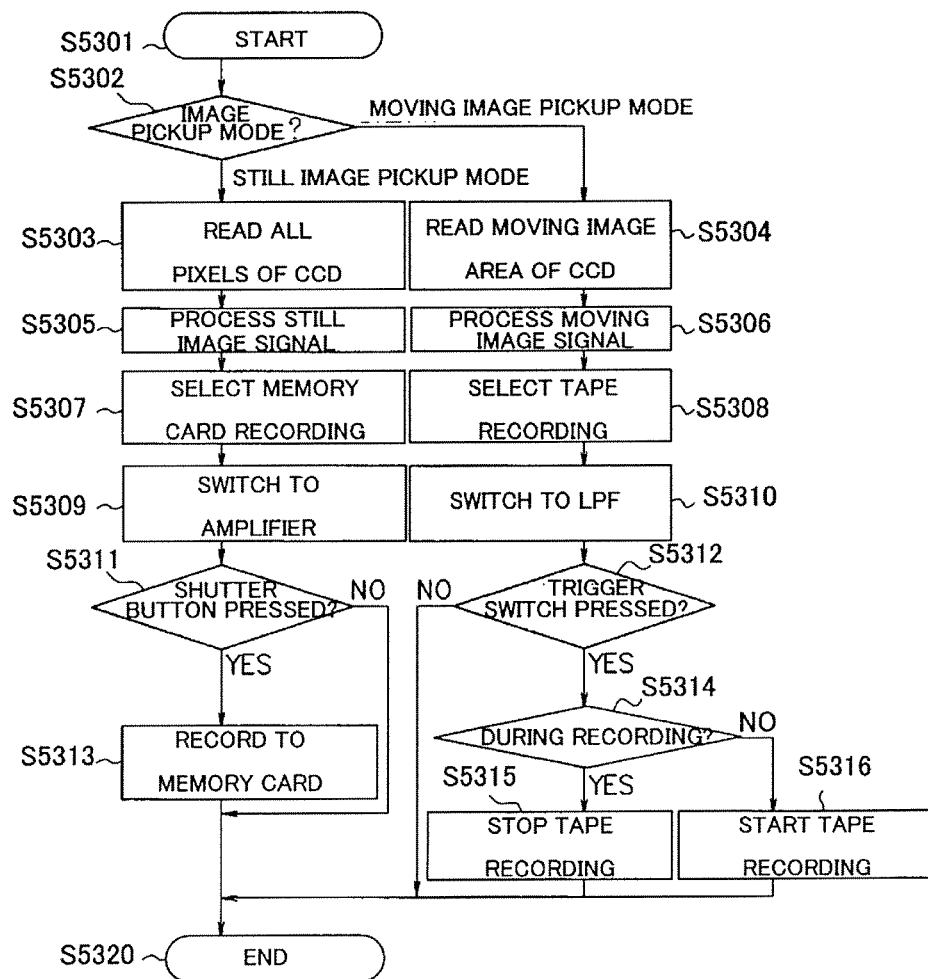 S5301
START
S5302
IMAGE
PICKUP MODE?
MOVING IMAGE PICKUP MODE
STILL IMAGE PICKUP MODE
S5303
READ ALL
PIXELS OF CCD
READ MOVING IMAGE
AREA OF CCD
S5304
S5305
PROCESS STILL
IMAGE SIGNAL
PROCESS MOVING
IMAGE SIGNAL
S5306
S5307
SELECT MEMORY
CARD RECORDING
SELECT TAPE
RECORDING
S5308
S5309
SWITCH TO
AMPLIFIER
SWITCH TO LPF
S5310
S5311
SHUTTER
BUTTON PRESSED?
NO
YES
S5312
NO
TRIGGER
SWITCH PRESSED?
YES
S5313
RECORD TO
MEMORY CARD
S5314
DURING RECORDING?
NO
YES
S5315
STOP TAPE
RECORDING
S5316
START TAPE
RECORDING
S5320
END